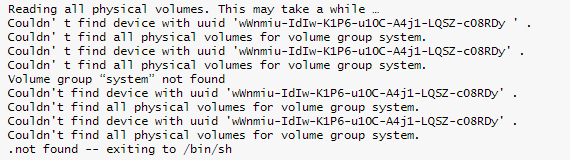 Reading all physical volumes. This may take a while …
Couldn' t find device with uuid 'wWnmiu-IdIw-K1P6-u1OC-A4j1-LQSZ-c08RDy ' .
Couldn' t find all physical volumes for volume group system.
Couldn' t find device with uuid 'wWnmiu-IdIw-K1P6-u1OC-A4j1-LQSZ-c08RDy' .
Couldn' t find all physical volumes for volume group system.
Volume group “system” not found
Couldn't find device with uuid 'wWnmiu-IdIw-K1P6-u1OC-A4j1-LQSZ-c08RDy' .
Couldn't find all physical volumes for volume group system.
Couldn't find device with uuid 'wWnmiu-IdIw-K1P6-u1OC-A4j1-LQSZ-c08RDy' .
Couldn't find all physical volumes for volume group system.
.not found -- exiting to /bin/sh